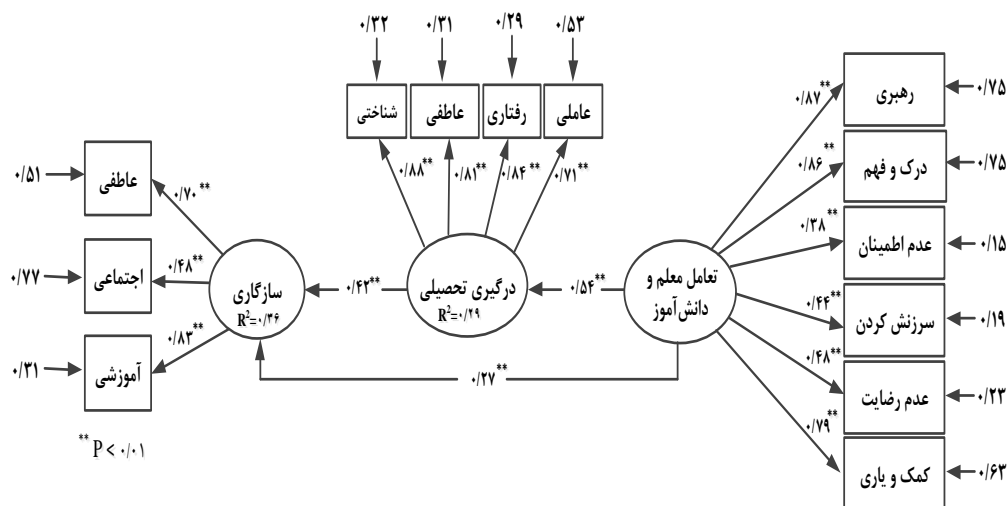 ۰/۳۲
۰/۳۱
۰/۲۹
۰/۵۳
شناختی
عاطفی
رفتاری
عاملی
۰/۸۸**
۰/۸۱**
۰/۸۴**
۰/۷۱**
رهبری
۰/۷۵
۰/۸۷**
درک و فهم
۰/۷۵
۰/۸۶**
عدم اطمینان
۰/۱۵
۰/۳۸**
سرزنش کردن
۰/۱۹
۰/۴۴**
عدم رضایت
۰/۲۳
۰/۴۸**
کمک و یاری
۰/۶۳
۰/۷۹**
تعامل معلم و
دانش‌آموز
۰/۵۴**
درگیری تحصیلی
R²=۰/۲۹
۰/۴۲**
سازگاری
R²=۰/۳۶
۰/۲۷**
عاطفی
۰/۵۱
۰/۷۰**
اجتماعی
۰/۷۷
۰/۴۸**
آموزشی
۰/۳۱
۰/۸۳**
** P < ۰/۰۱